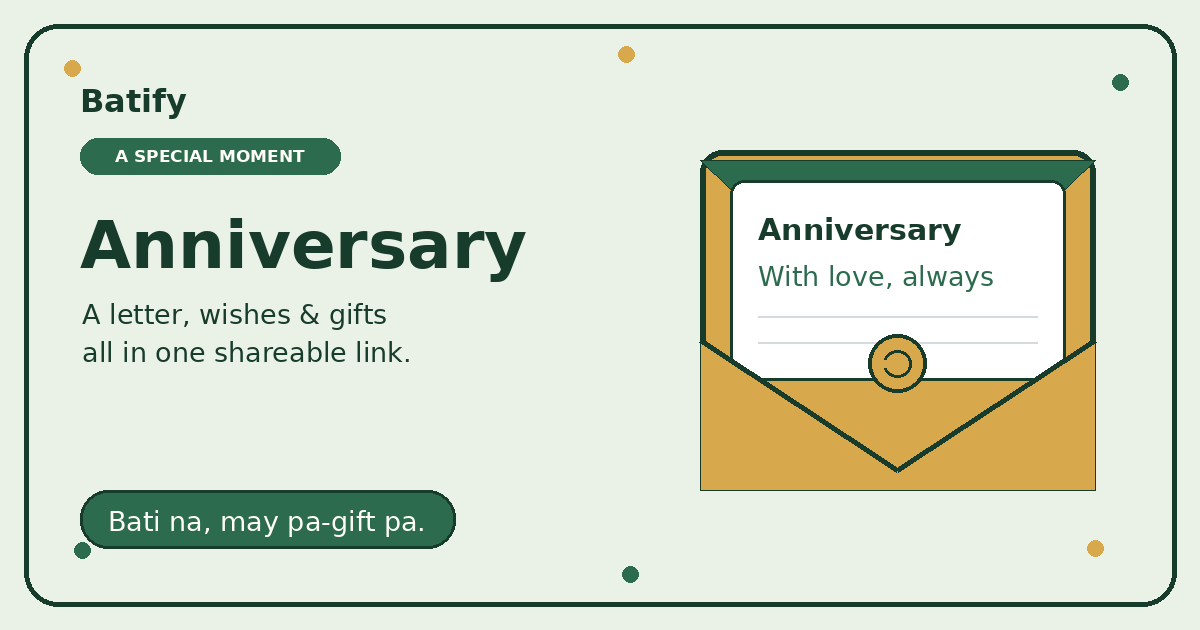 Batify
A SPECIAL MOMENT
Anniversary
A letter, wishes & gifts
all in one shareable link.
Bati na, may pa-gift pa.
Anniversary
With love, always